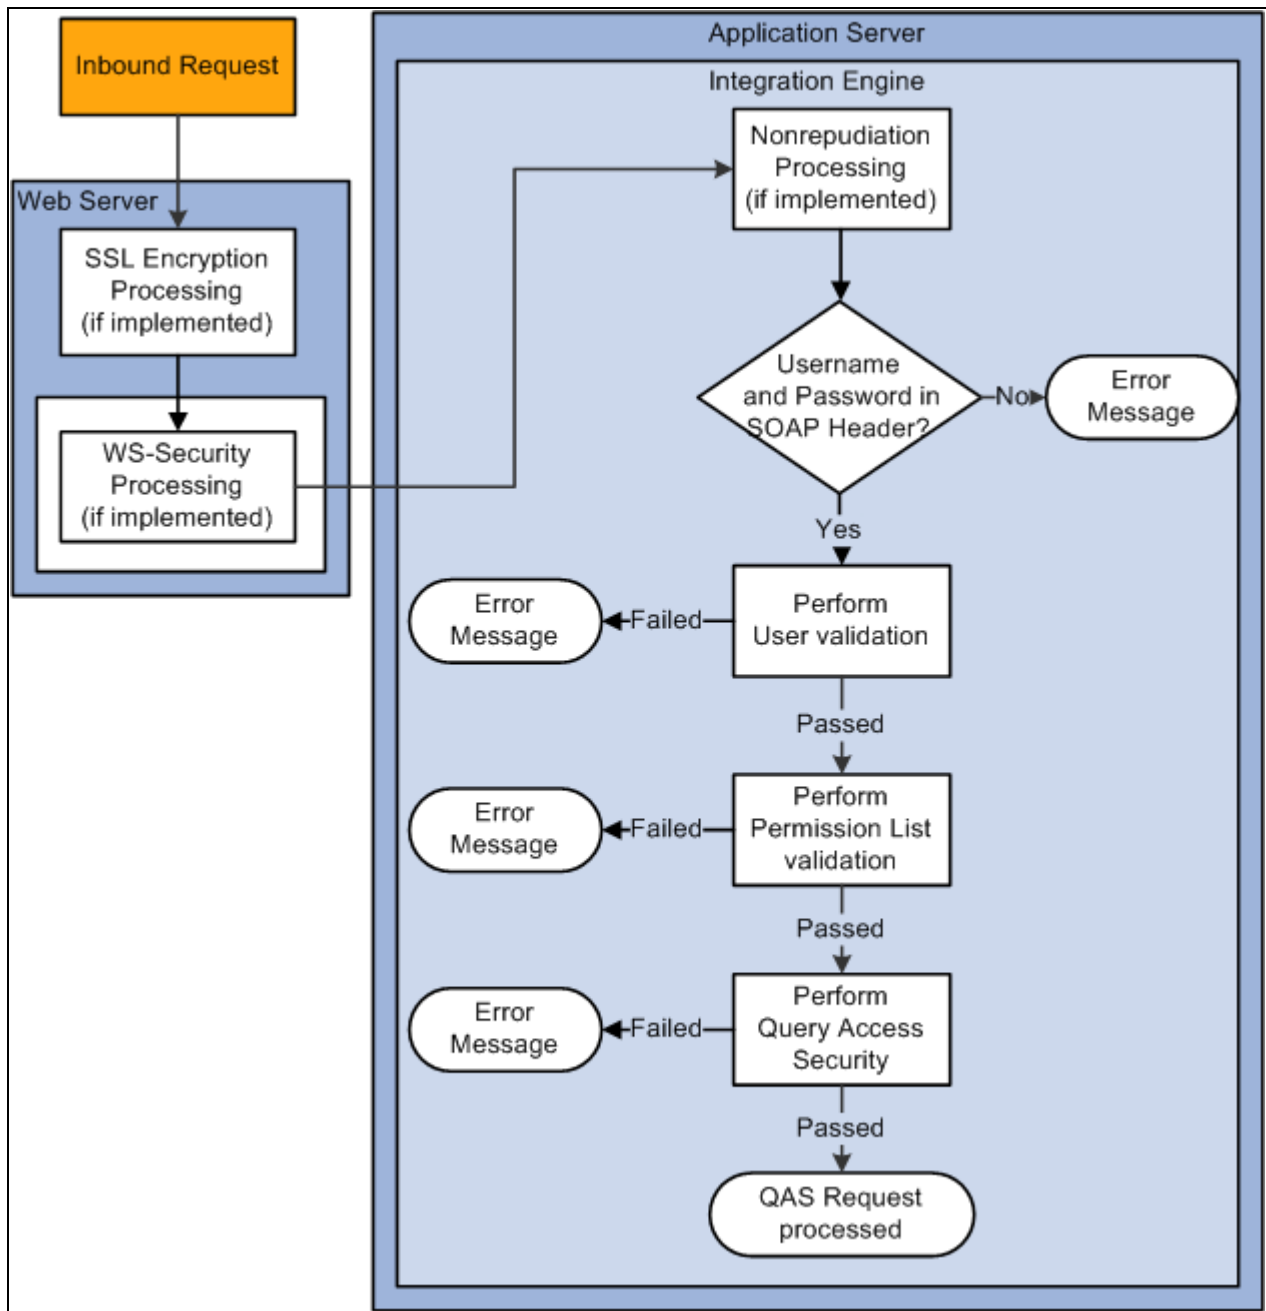 Inbound Request
Web Server
SSL Encryption
Processing
(if implemented)
WS-Security
Processing
(if implemented)
Application Server
Integration Engine
Nonrepudiation
Processing
(if implemented)
Username
and Password in
SOAP Header?
No
Error
Message
Yes
Perform
User validation
Failed
Error
Message
Passed
Perform
Permission List
validation
Failed
Error
Message
Passed
Perform
Query Access
Security
Failed
Error
Message
Passed
QAS Request
processed